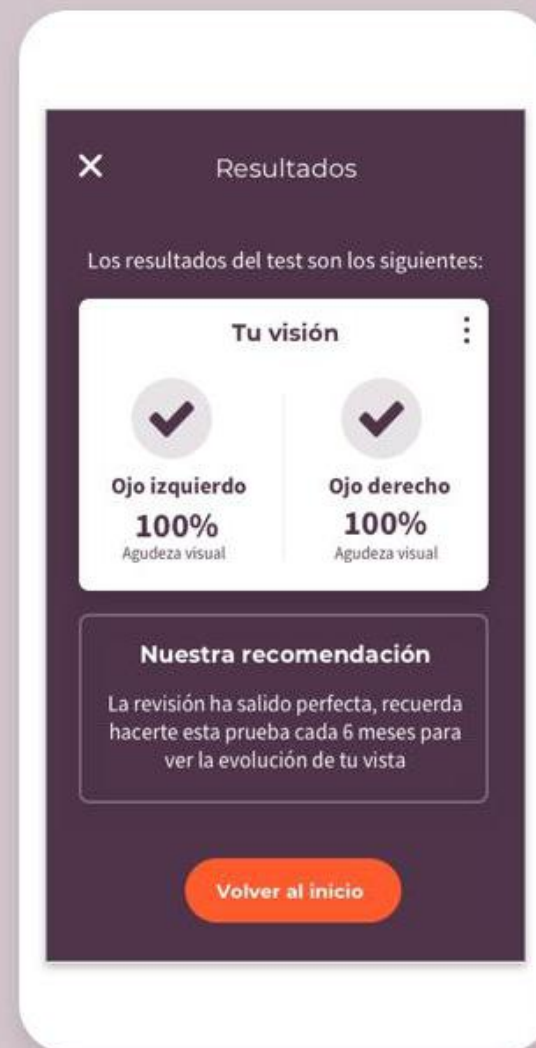 Resultados
Los resultados del test son los siguientes:
Tu visión
Ojo izquierdo
100%
Agudeza visual
Ojo derecho
100%
Agudeza visual
Nuestra recomendación
La revisión ha salido perfecta, recuerda
hacerte esta prueba cada 6 meses para
ver la evolución de tu vista
Volver al inicio